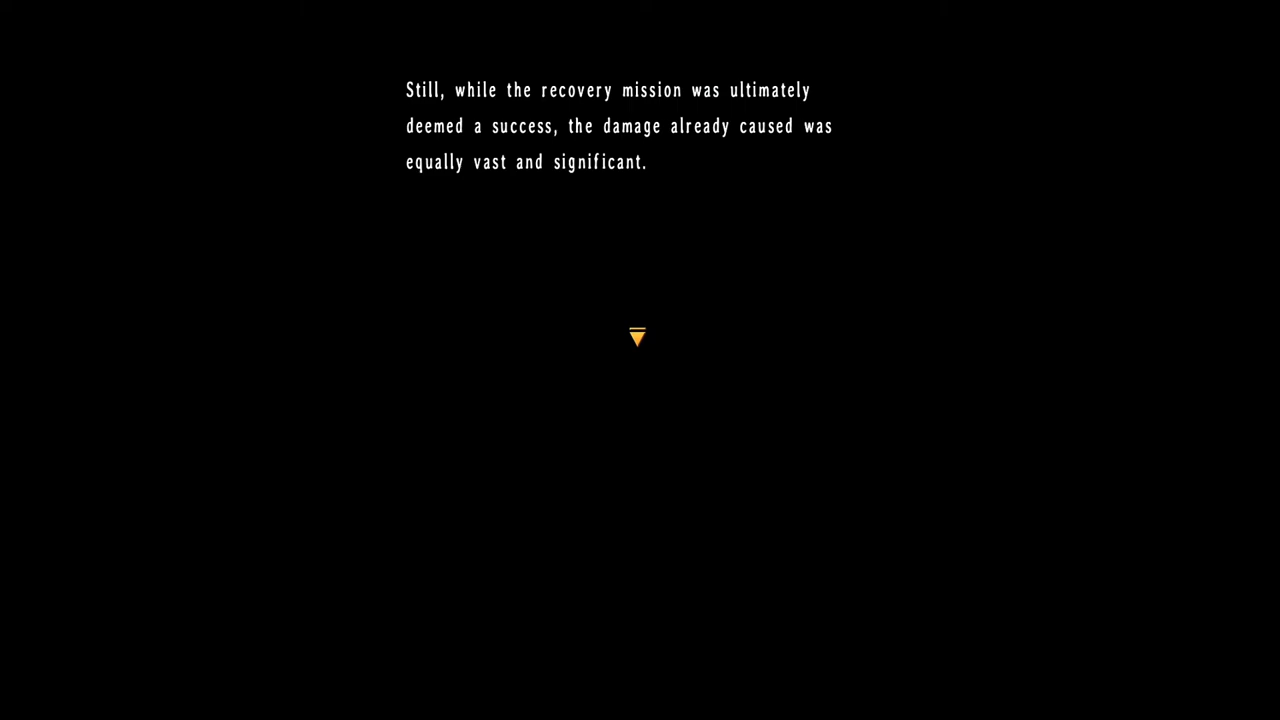 Still, while the recovery mission was ultimately
deemed a success, the damage already caused was
equally vast and significant.